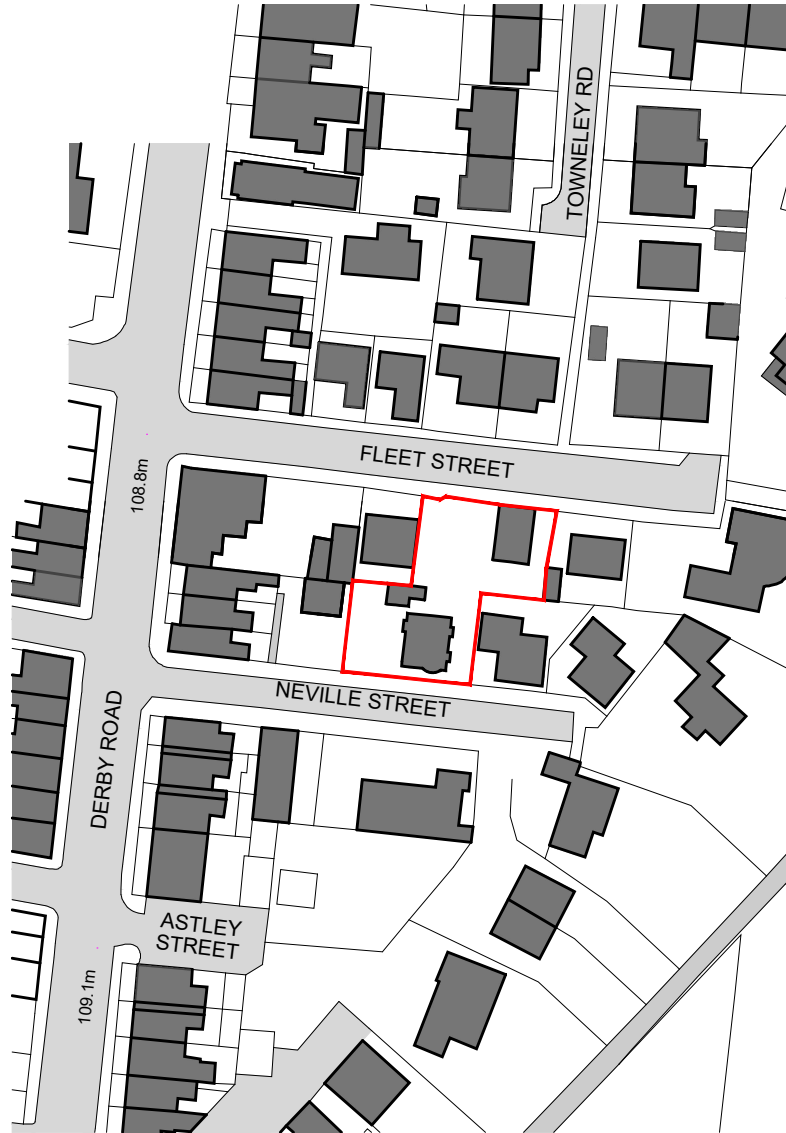 TOWNELEY RD
FLEET STREET
108.8m
NEVILLE STREET
DERBY ROAD
ASTLEY
STREET
109.1m